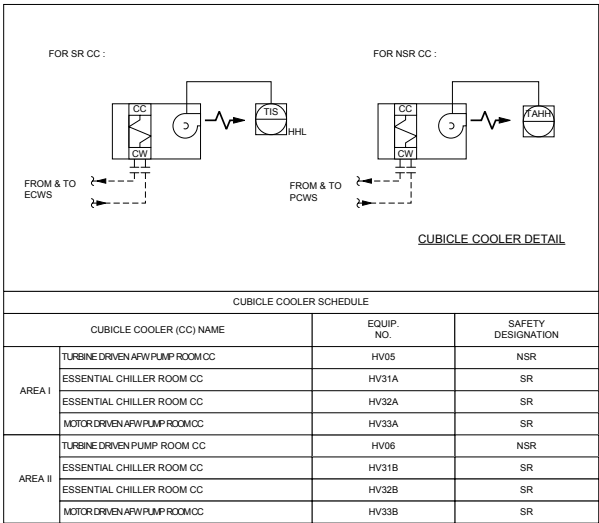 FOR SR CC :
FOR NSR CC :
CC
TIS
HHL
CW
FROM & TO
ECWS
CC
TAHH
CW
FROM & TO
PCWS
CUBICLE COOLER DETAIL
CUBICLE COOLER SCHEDULE
CUBICLE COOLER (CC) NAME EQUIP. NO. SAFETY DESIGNATION
AREA I
TURBINE DRIVEN AFW PUMP ROOM CC HV05 NSR
ESSENTIAL CHILLER ROOM CC HV31A SR
ESSENTIAL CHILLER ROOM CC HV32A SR
MOTOR DRIVEN AFW PUMP ROOM CC HV33A SR
AREA II
TURBINE DRIVEN PUMP ROOM CC HV06 NSR
ESSENTIAL CHILLER ROOM CC HV31B SR
ESSENTIAL CHILLER ROOM CC HV32B SR
MOTOR DRIVEN AFW PUMP ROOM CC HV33B SR